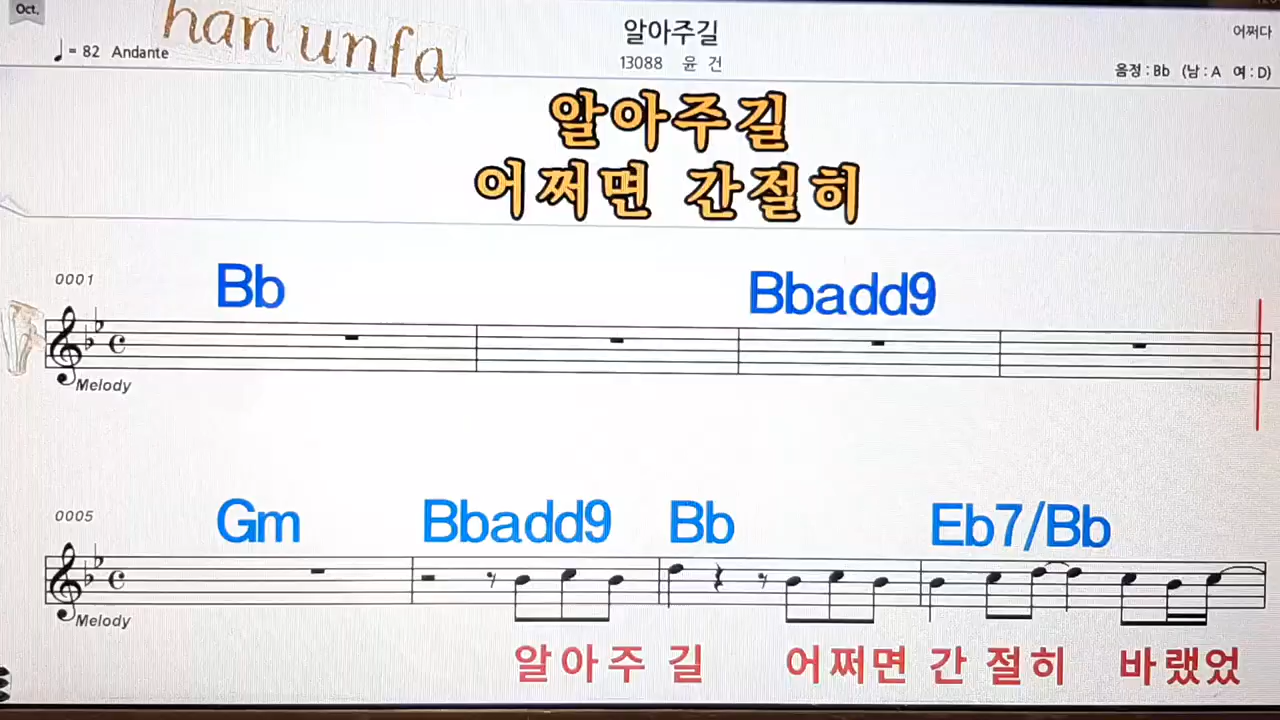 Oct.
han unfa
♩= 82 Andante
알아주길
13088 윤 건
어쩌다
음정 : Bb (남 : A 여 : D)
알아주길
어쩌면 간절히
0001
Bb Bbadd9
Melody
0005
Gm Bbadd9 Bb Eb7/Bb
Melody
알아주 길 어쩌면 간 절히 바랬었